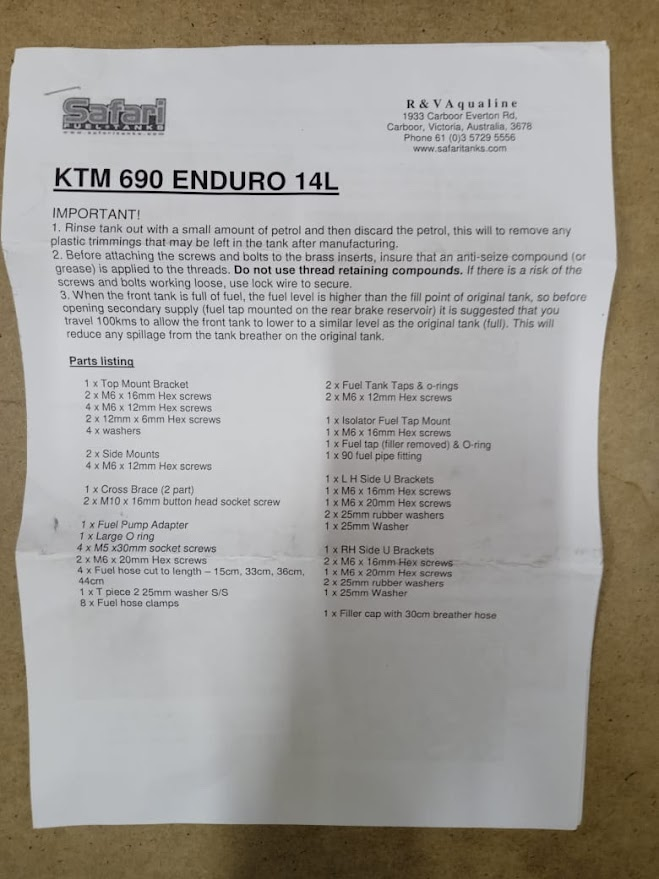 Safari
FUEL TANKS
www.safaritanks.com
R & V Aqualine
1933 Carboor Everton Rd,
Carboor, Victoria, Australia, 3678
Phone 61 (0)3 5729 5556
www.safaritanks.com
KTM 690 ENDURO 14L
IMPORTANT!
1. Rinse tank out with a small amount of petrol and then discard the petrol, this will to remove any
plastic trimmings that may be left in the tank after manufacturing.
2. Before attaching the screws and bolts to the brass inserts, insure that an anti-seize compound (or
grease) is applied to the threads. Do not use thread retaining compounds. If there is a risk of the
screws and bolts working loose, use lock wire to secure.
3. When the front tank is full of fuel, the fuel level is higher than the fill point of original tank, so before
opening secondary supply (fuel tap mounted on the rear brake reservoir) it is suggested that you
travel 100kms to allow the front tank to lower to a similar level as the original tank (full). This will
reduce any spillage from the tank breather on the original tank.
Parts listing
1 x Top Mount Bracket
2 x M6 x 16mm Hex screws
4 x M6 x 12mm Hex screws
2 x 12mm x 6mm Hex screws
4 x washers
2 x Side Mounts
4 x M6 x 12mm Hex screws
1 x Cross Brace (2 part)
2 x M10 x 16mm button head socket screw
1 x Fuel Pump Adapter
1 x Large O ring
4 x M5 x30mm socket screws
2 x M6 x 20mm Hex screws
4 x Fuel hose cut to length – 15cm, 33cm, 36cm,
44cm
1 x T piece 2 25mm washer S/S
8 x Fuel hose clamps
2 x Fuel Tank Taps & o-rings
2 x M6 x 12mm Hex screws
1 x Isolator Fuel Tap Mount
1 x M6 x 16mm Hex screws
1 x Fuel tap (filler removed) & O-ring
1 x 90 fuel pipe fitting
1 x L H Side U Brackets
1 x M6 x 16mm Hex screws
1 x M6 x 20mm Hex screws
2 x 25mm rubber washers
1 x 25mm Washer
1 x RH Side U Brackets
2 x M6 x 16mm Hex screws
1 x M6 x 20mm Hex screws
2 x 25mm rubber washers
1 x 25mm Washer
1 x Filler cap with 30cm breather hose